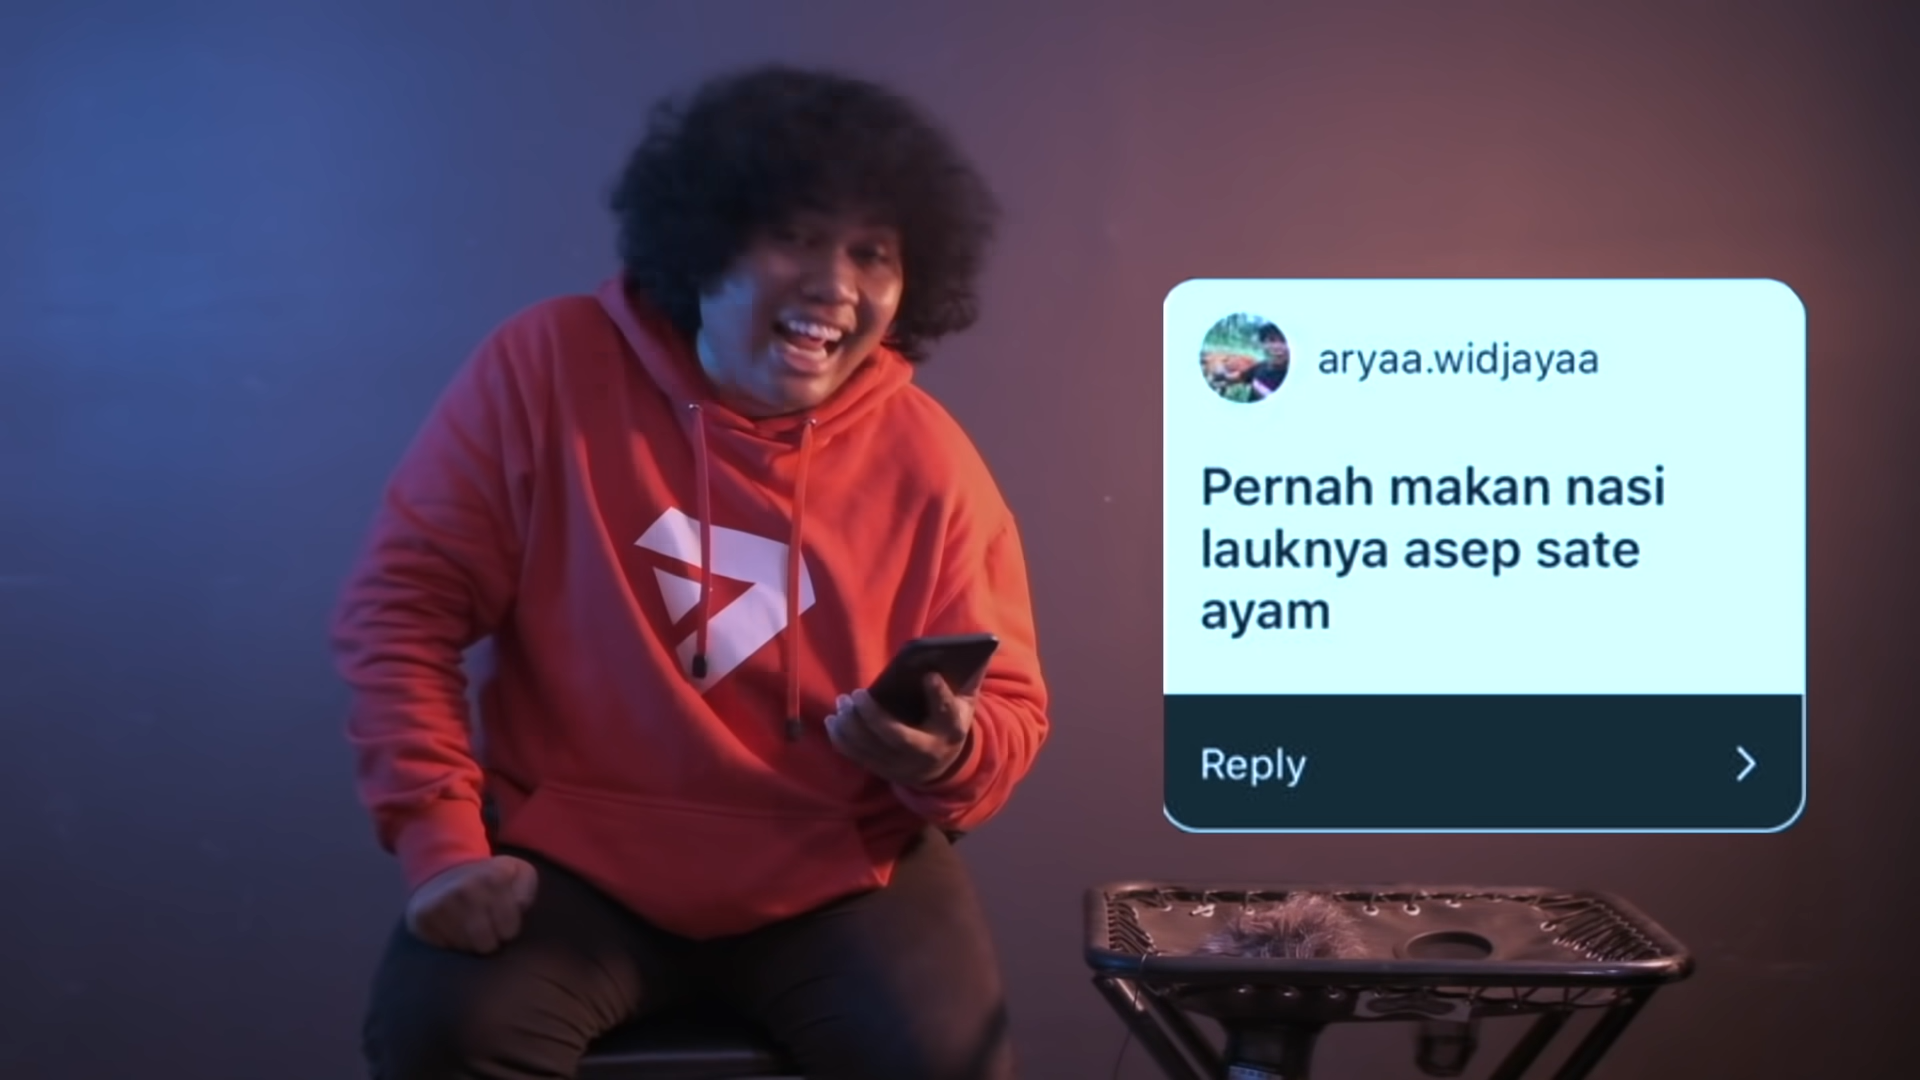 aryaa.widjayaa
Pernah makan nasi
lauknya asep sate
ayam
Reply